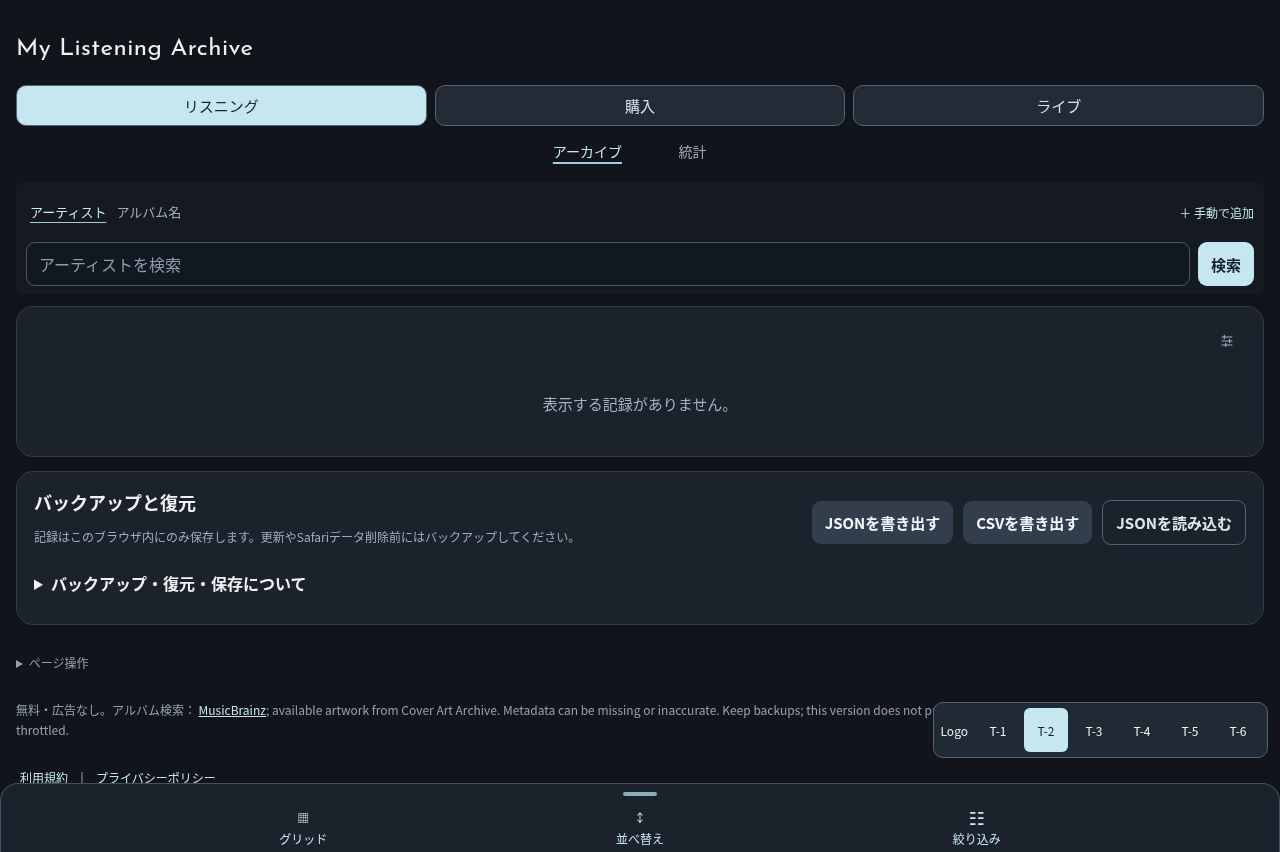 My Listening Archive
リスニング
購入
ライブ
アーカイブ
統計
アーティスト アルバム名
＋ 手動で追加
アーティストを検索
検索
表示する記録がありません。
バックアップと復元
記録はこのブラウザ内にのみ保存します。更新やSafariデータ削除前にはバックアップしてください。
JSONを書き出す
CSVを書き出す
JSONを読み込む
▶ バックアップ・復元・保存について
▶ ページ操作
無料・広告なし。アルバム検索： MusicBrainz; available artwork from Cover Art Archive. Metadata can be missing or inaccurate. Keep backups; this version does not
throttled.
Logo T-1 T-2 T-3 T-4 T-5 T-6
利用規約 | プライバシーポリシー
グリッド
並べ替え
絞り込み